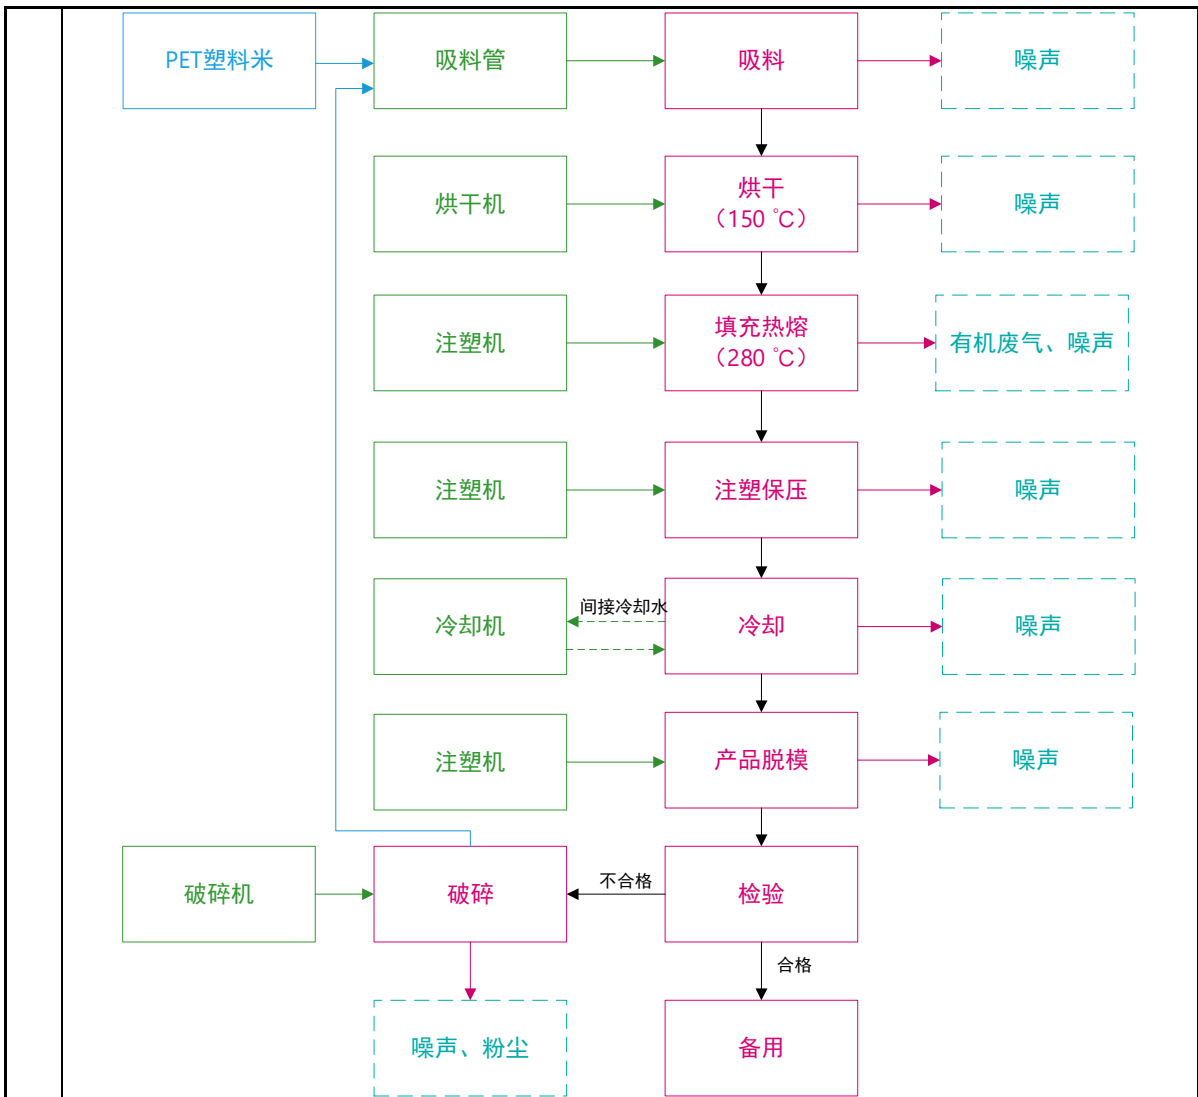 PET塑料米
吸料管
吸料
噪声
烘干机
烘干
（150 ℃）
噪声
注塑机
填充热熔
（280 ℃）
有机废气、噪声
注塑机
注塑保压
噪声
冷却机
间接冷却水
冷却
噪声
注塑机
产品脱模
噪声
破碎机
破碎
不合格
检验
合格
噪声、粉尘
备用